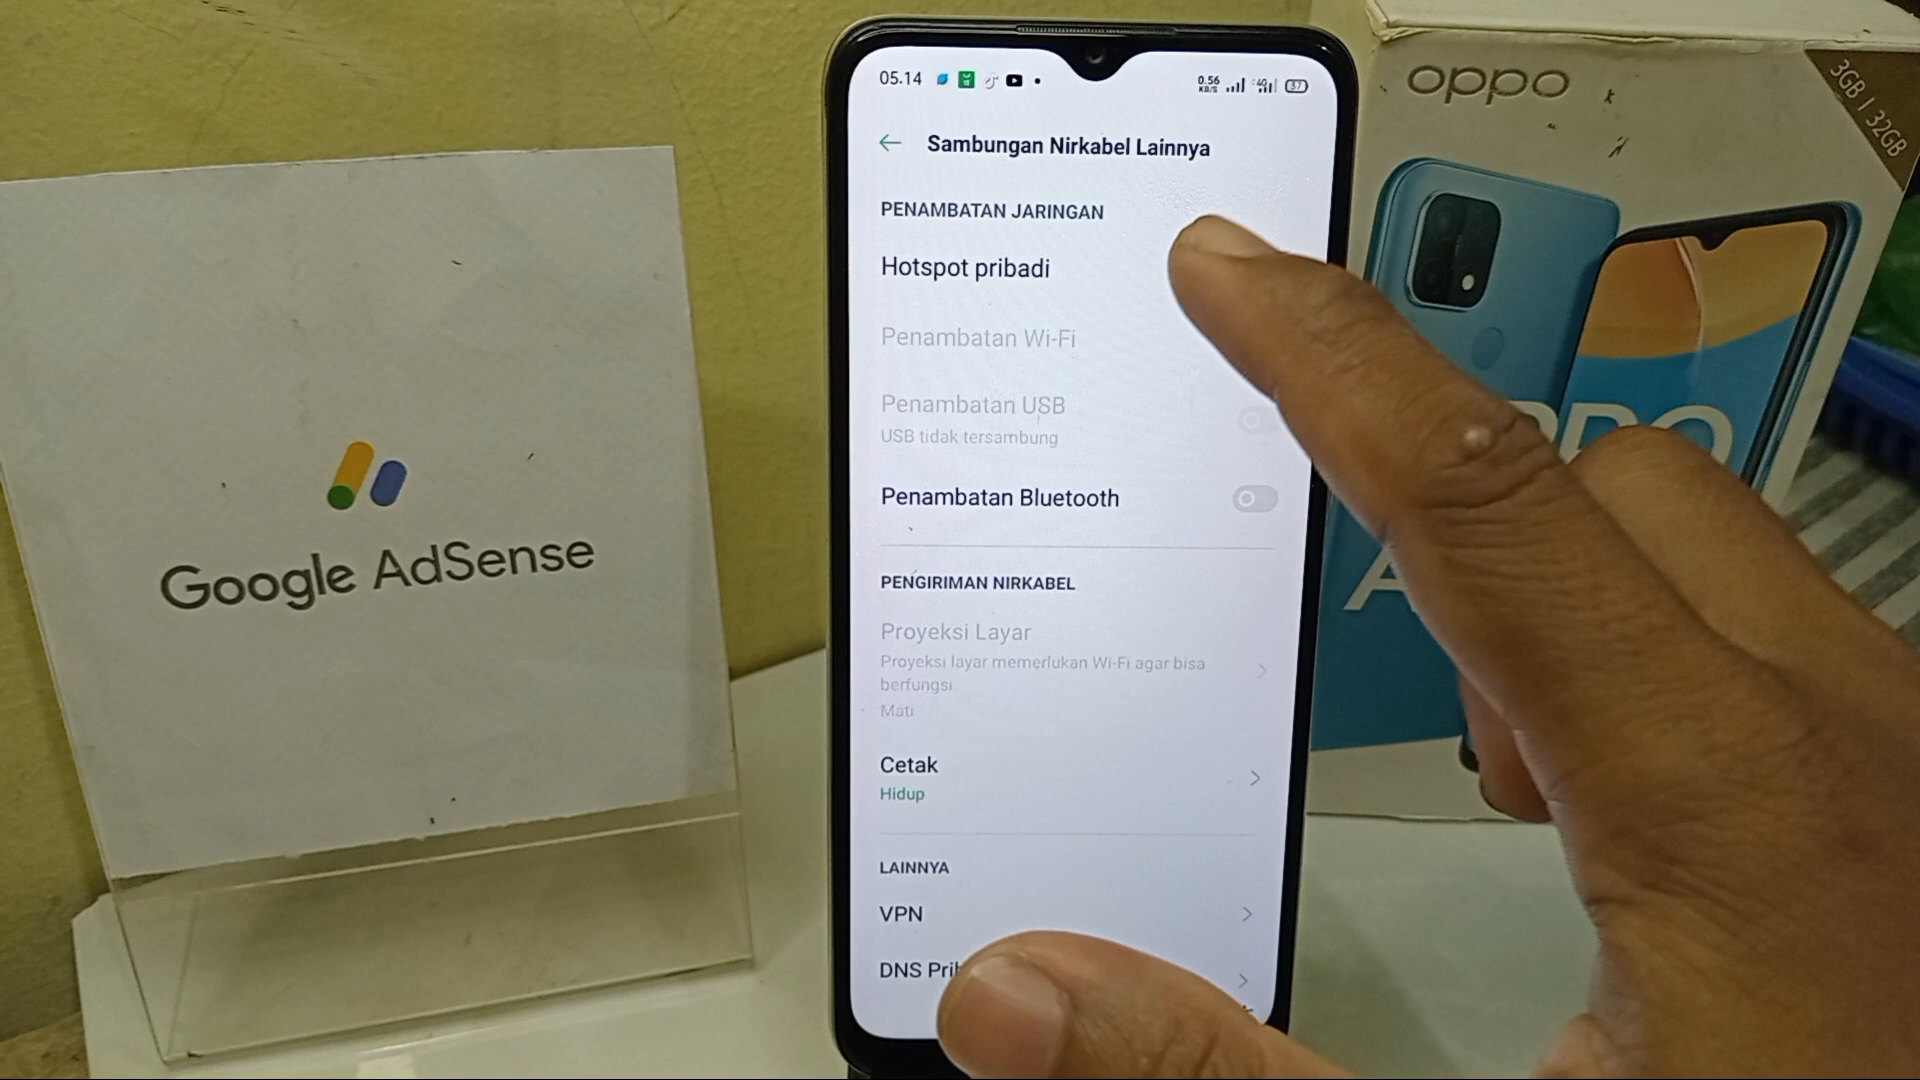 Google AdSense
05.14
0.56
KB/S
4G
37
Sambungan Nirkabel Lainnya
PENAMBATAN JARINGAN
Hotspot pribadi
Penambatan Wi-Fi
Penambatan USB
USB tidak tersambung
Penambatan Bluetooth
PENGIRIMAN NIRKABEL
Proyeksi Layar
Proyeksi layar memerlukan Wi-Fi agar bisa
berfungsi.
Mati
Cetak
Hidup
LAINNYA
VPN
DNS
oppo
3GB | 32GB